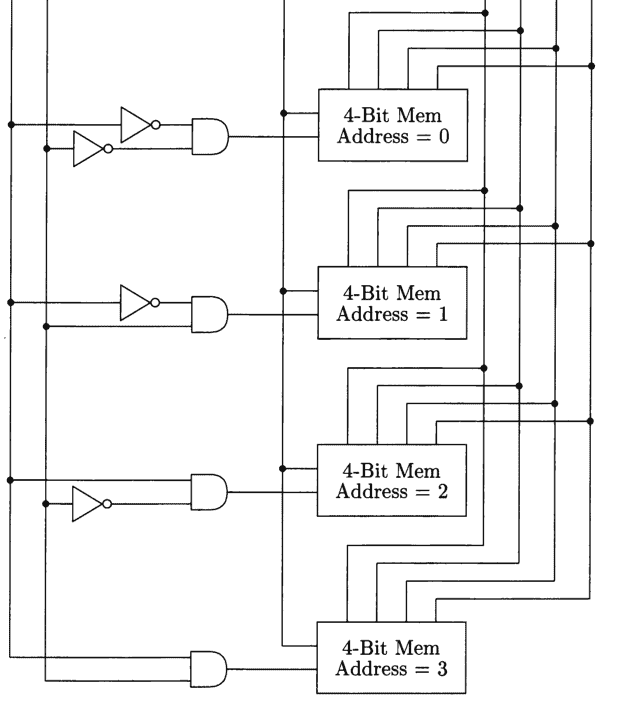 4-Bit Mem
Address = 0
4-Bit Mem
Address = 1
4-Bit Mem
Address = 2
4-Bit Mem
Address = 3